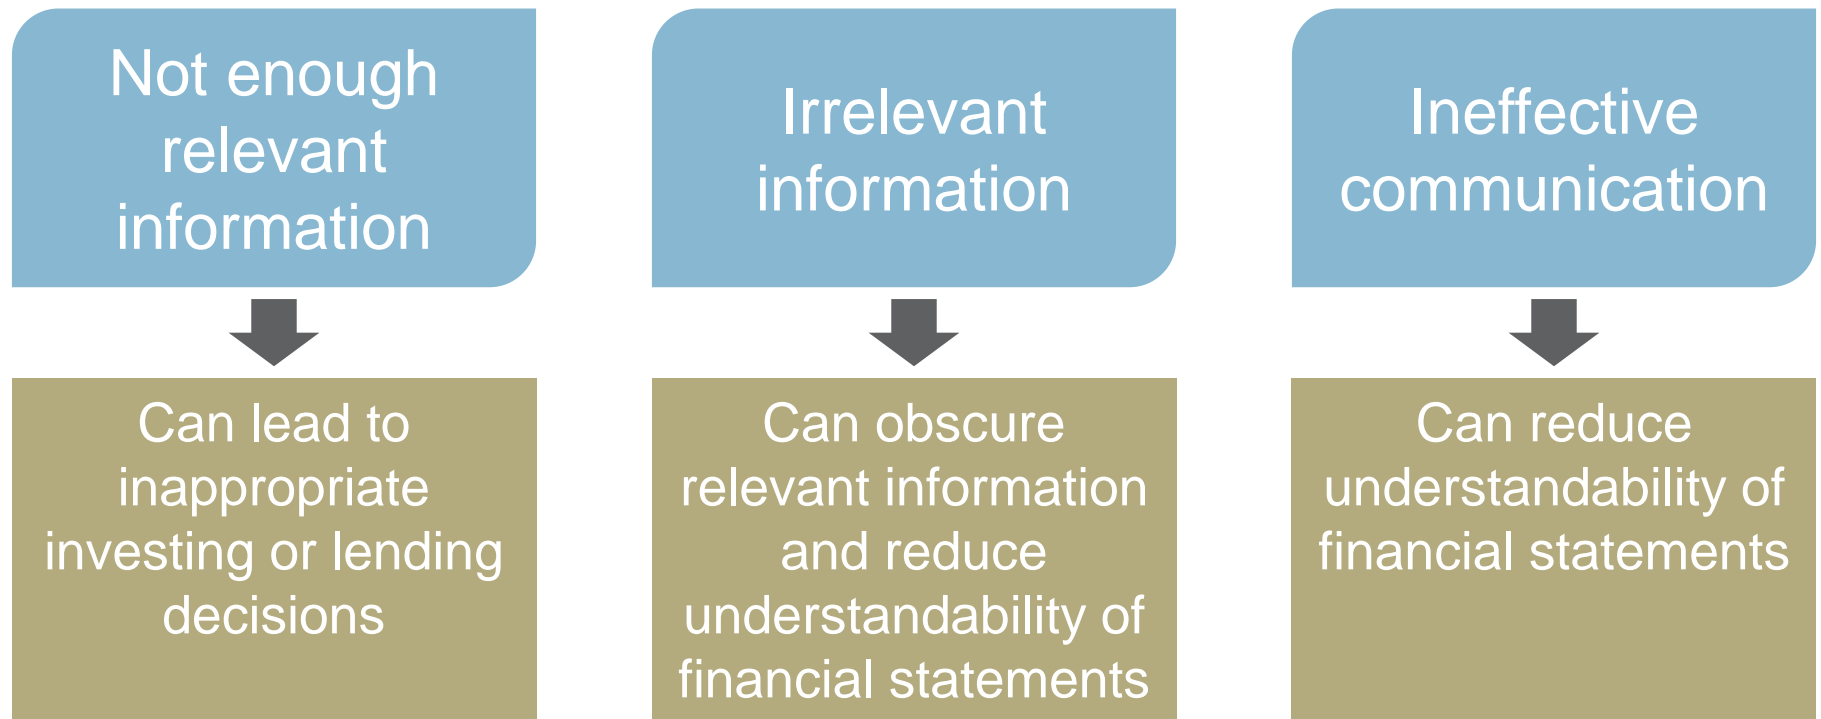 Not enough
relevant
information
Can lead to
inappropriate
investing or lending
decisions
Irrelevant
information
Can obscure
relevant information
and reduce
understandability of
financial statements
Ineffective
communication
Can reduce
understandability of
financial statements